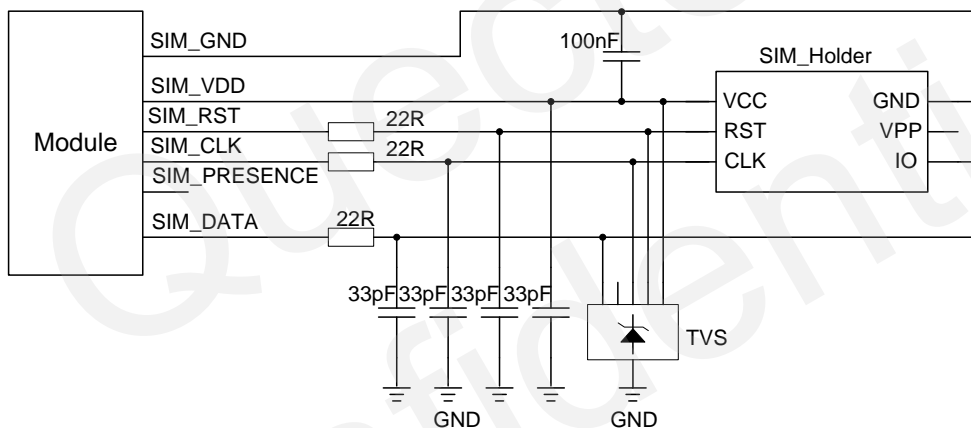 SIM_GND
100nF
SIM_Holder
SIM_VDD
VCC
GND
SIM_RST
22R
RST
VPP
Module
SIM_CLK
22R
CLK
IO
SIM_PRESENCE
SIM_DATA
22R
33pF 33pF 33pF 33pF
TVS
GND
GND